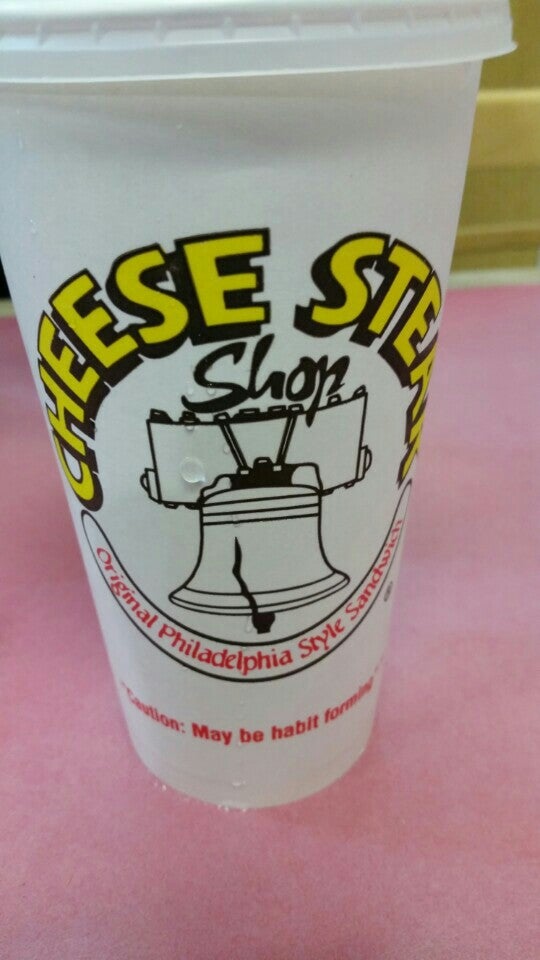 CHEESE STEAK
Shop
Original Philadelphia Style Sandwich
®
"Caution: May be habit forming"